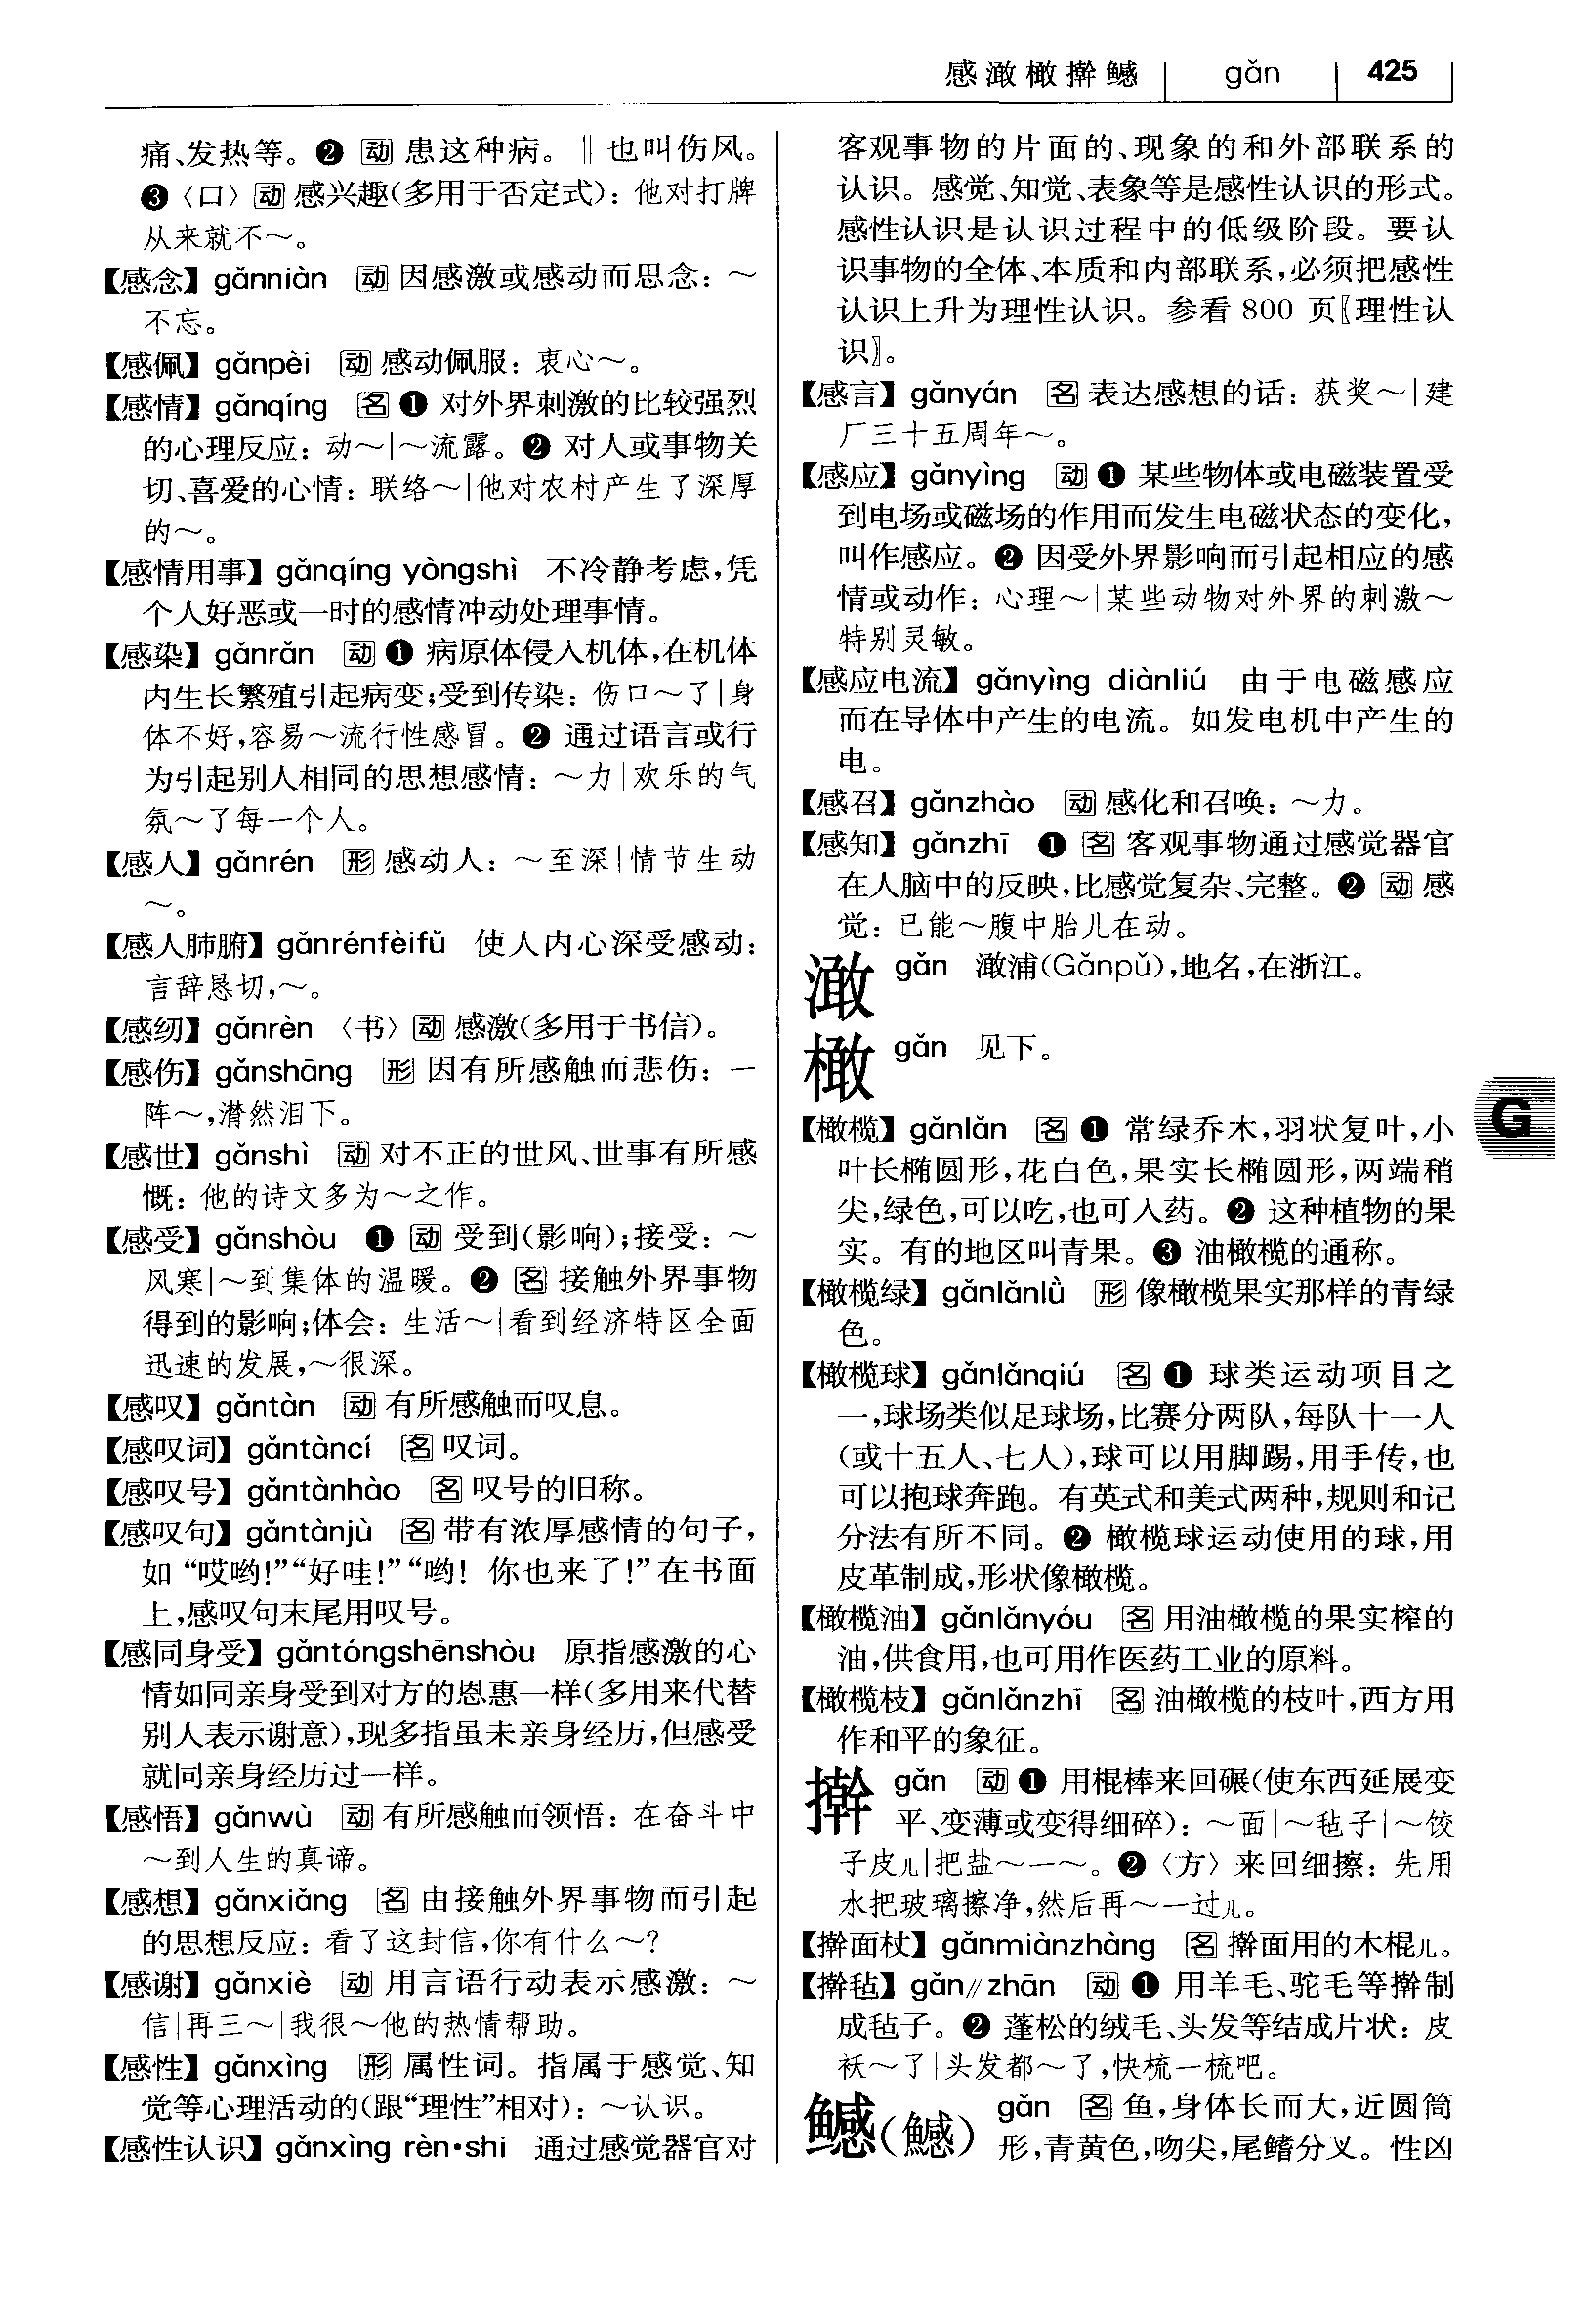 感 澉 橄 擀 鳡 gǎn 425
痛、发热等。❷ 动 患这种病。‖也叫伤风。
❸〈口〉动 感兴趣(多用于否定式)：他对打牌
从来就不～。
【感念】gǎnniàn 动 因感激或感动而思念：～
不忘。
【感佩】gǎnpèi 动 感动佩服：衷心～。
【感情】gǎnqíng 名 ❶ 对外界刺激的比较强烈
的心理反应：动～|～流露。❷ 对人或事物关
切、喜爱的心情：联络～|他对农村产生了深厚
的～。
【感情用事】gǎnqíng yòngshì 不冷静考虑，凭
个人好恶或一时的感情冲动处理事情。
【感染】gǎnrǎn 动 ❶ 病原体侵入机体，在机体
内生长繁殖引起病变；受到传染：伤口～了|身
体不好，容易～流行性感冒。❷ 通过语言或行
为引起别人相同的思想感情：～力|欢乐的气
氛～了每一个人。
【感人】gǎnrén 形 感动人：～至深|情节生动
～。
【感人肺腑】gǎnrénfèifǔ 使人内心深受感动：
言辞恳切，～。
【感纫】gǎnrèn 〈书〉动 感激(多用于书信)。
【感伤】gǎnshāng 形 因有所感触而悲伤：一
阵～，潸然泪下。
【感世】gǎnshì 动 对不正的世风、世事有所感
慨：他的诗文多为～之作。
【感受】gǎnshòu ❶ 动 受到(影响)；接受：～
风寒|～到集体的温暖。❷ 名 接触外界事物
得到的影响；体会：生活～|看到经济特区全面
迅速的发展，～很深。
【感叹】gǎntàn 动 有所感触而叹息。
【感叹词】gǎntàncí 名 叹词。
【感叹号】gǎntànhào 名 叹号的旧称。
【感叹句】gǎntànjù 名 带有浓厚感情的句子，
如“哎哟!”“好哇!”“哟! 你也来了!”在书面
上，感叹句末尾用叹号。
【感同身受】gǎntóngshēnshòu 原指感激的心
情如同亲身受到对方的恩惠一样(多用来代替
别人表示谢意)，现多指虽未亲身经历，但感受
就同亲身经历过一样。
【感悟】gǎnwù 动 有所感触而领悟：在奋斗中
～到人生的真谛。
【感想】gǎnxiǎng 名 由接触外界事物而引起
的思想反应：看了这封信，你有什么～?
【感谢】gǎnxiè 动 用言语行动表示感激：～
信|再三～|我很～他的热情帮助。
【感性】gǎnxìng 形 属性词。指属于感觉、知
觉等心理活动的(跟“理性”相对)：～认识。
【感性认识】gǎnxìng rèn·shi 通过感觉器官对
客观事物的片面的、现象的和外部联系的
认识。感觉、知觉、表象等是感性认识的形式。
感性认识是认识过程中的低级阶段。要认
识事物的全体、本质和内部联系，必须把感性
认识上升为理性认识。参看 800 页〖理性认
识〗。
【感言】gǎnyán 名 表达感想的话：获奖～|建
厂三十五周年～。
【感应】gǎnyìng 动 ❶ 某些物体或电磁装置受
到电场或磁场的作用而发生电磁状态的变化，
叫作感应。❷ 因受外界影响而引起相应的感
情或动作：心理～|某些动物对外界的刺激～
特别灵敏。
【感应电流】gǎnyìng diànliú 由于电磁感应
而在导体中产生的电流。如发电机中产生的
电。
【感召】gǎnzhào 动 感化和召唤：～力。
【感知】gǎnzhī ❶ 名 客观事物通过感觉器官
在人脑中的反映，比感觉复杂、完整。❷ 动 感
觉：已能～腹中胎儿在动。
澉 gǎn 澉浦(Gǎnpǔ)，地名，在浙江。
橄 gǎn 见下。
【橄榄】gǎnlǎn 名 ❶ 常绿乔木，羽状复叶，小
叶长椭圆形，花白色，果实长椭圆形，两端稍
尖，绿色，可以吃，也可入药。❷ 这种植物的果
实。有的地区叫青果。❸ 油橄榄的通称。
【橄榄绿】gǎnlǎnlǜ 形 像橄榄果实那样的青绿
色。
【橄榄球】gǎnlǎnqiú 名 ❶ 球类运动项目之
一，球场类似足球场，比赛分两队，每队十一人
(或十五人、七人)，球可以用脚踢，用手传，也
可以抱球奔跑。有英式和美式两种，规则和记
分法有所不同。❷ 橄榄球运动使用的球，用
皮革制成，形状像橄榄。
【橄榄油】gǎnlǎnyóu 名 用油橄榄的果实榨的
油，供食用，也可用作医药工业的原料。
【橄榄枝】gǎnlǎnzhī 名 油橄榄的枝叶，西方用
作和平的象征。
擀 gǎn 动 ❶ 用棍棒来回碾(使东西延展变
平、变薄或变得细碎)：～面|～毡子|～饺
子皮儿|把盐～一～。❷〈方〉来回细擦：先用
水把玻璃擦净，然后再～一过儿。
【擀面杖】gǎnmiànzhàng 名 擀面用的木棍儿。
【擀毡】gǎn//zhān 动 ❶ 用羊毛、驼毛等擀制
成毡子。❷ 蓬松的绒毛、头发等结成片状：皮
袄～了|头发都～了，快梳一梳吧。
鳡(鱤) gǎn 名 鱼，身体长而大，近圆筒
形，青黄色，吻尖，尾鳍分叉。性凶
G